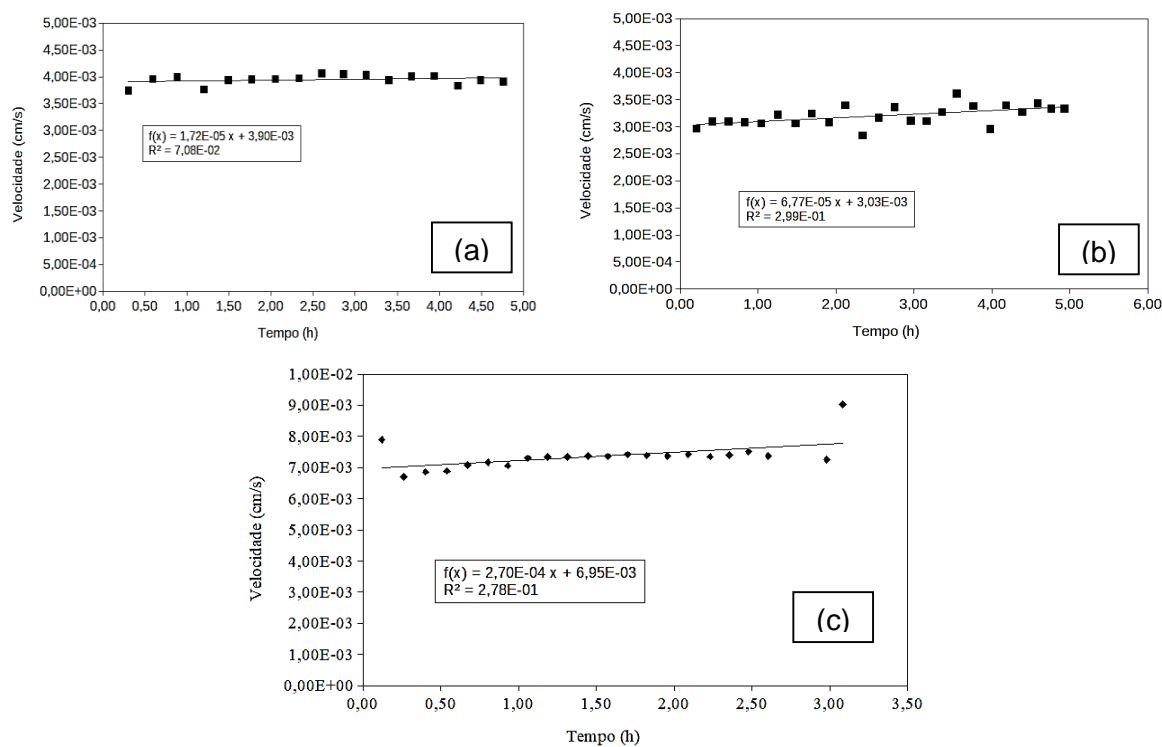 5,00E-03
4,50E-03
4,00E-03
3,50E-03
3,00E-03
2,50E-03
2,00E-03
1,50E-03
1,00E-03
5,00E-04
0,00E+00
Velocidade (cm/s)
f(x) = 1,72E-05 x + 3,90E-03
R² = 7,08E-02
(a)
0,00 0,50 1,00 1,50 2,00 2,50 3,00 3,50 4,00 4,50 5,00
Tempo (h)
5,00E-03
4,50E-03
4,00E-03
3,50E-03
3,00E-03
2,50E-03
2,00E-03
1,50E-03
1,00E-03
5,00E-04
0,00E+00
Velocidade (cm/s)
f(x) = 6,77E-05 x + 3,03E-03
R² = 2,99E-01
(b)
0,00 1,00 2,00 3,00 4,00 5,00 6,00
Tempo (h)
1,00E-02
9,00E-03
8,00E-03
7,00E-03
6,00E-03
5,00E-03
4,00E-03
3,00E-03
2,00E-03
1,00E-03
0,00E+00
Velocidade (cm/s)
f(x) = 2,70E-04 x + 6,95E-03
R² = 2,78E-01
(c)
0,00 0,50 1,00 1,50 2,00 2,50 3,00 3,50
Tempo (h)